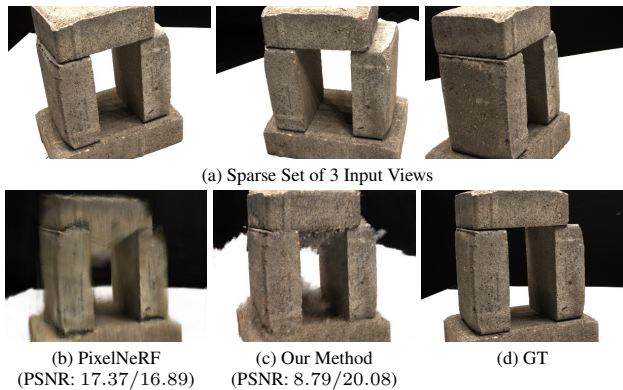 (a) Sparse Set of 3 Input Views
(b) PixelNeRF
(PSNR: 17.37/16.89)
(c) Our Method
(PSNR: 8.79/20.08)
(d) GT